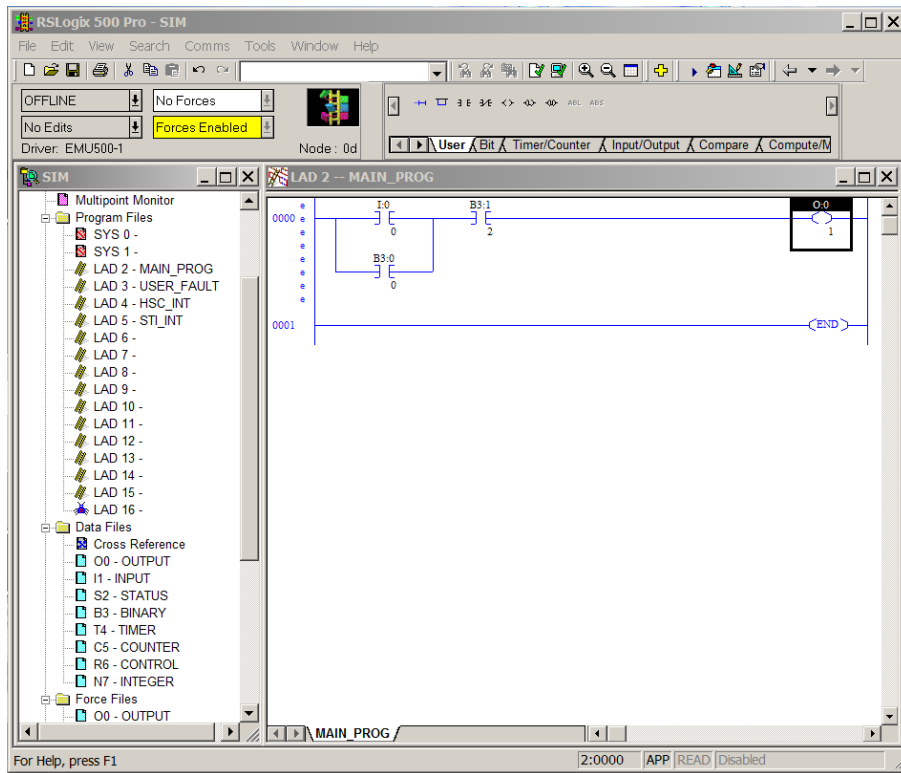 RSLogix 500 Pro - SIM
File Edit View Search Comms Tools Window Help
OFFLINE No Forces
No Edits Forces Enabled
Driver: EMU500-1 Node : 0d
ABL ABS
User Bit Timer/Counter Input/Output Compare Compute/M
SIM
Multipoint Monitor
Program Files
SYS 0 -
SYS 1 -
LAD 2 - MAIN_PROG
LAD 3 - USER_FAULT
LAD 4 - HSC_INT
LAD 5 - STI_INT
LAD 6 -
LAD 7 -
LAD 8 -
LAD 9 -
LAD 10 -
LAD 11 -
LAD 12 -
LAD 13 -
LAD 14 -
LAD 15 -
LAD 16 -
Data Files
Cross Reference
O0 - OUTPUT
I1 - INPUT
S2 - STATUS
B3 - BINARY
T4 - TIMER
C5 - COUNTER
R6 - CONTROL
N7 - INTEGER
Force Files
O0 - OUTPUT
LAD 2 -- MAIN_PROG
e I:0 B3:1 O:0
0000 e
e 0 2 1
e
e B3:0
e
e 0
e
0001 END
MAIN_PROG
For Help, press F1 2:0000 APP READ Disabled